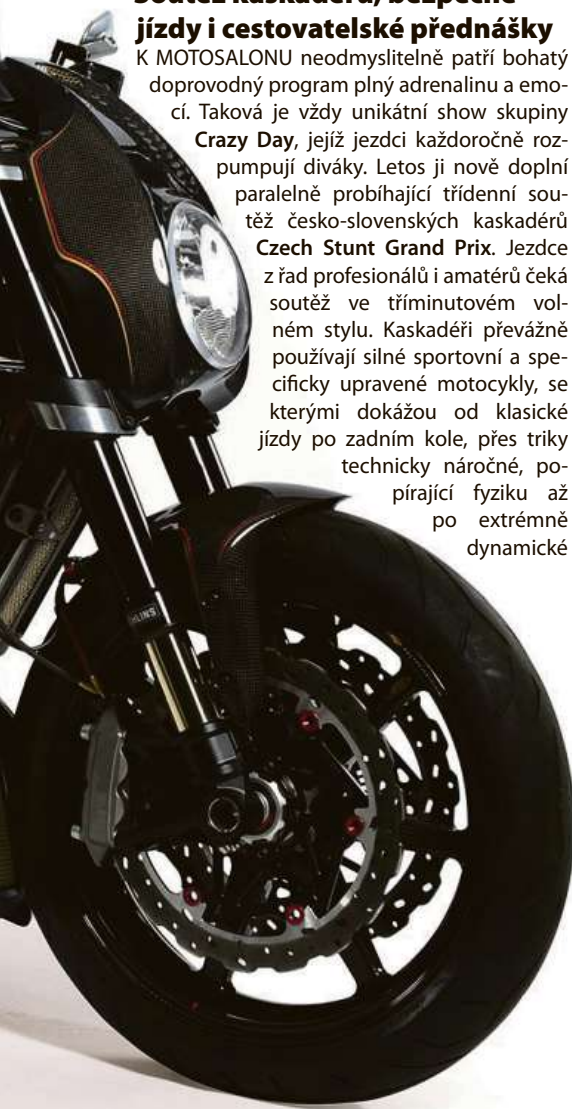 Soutěž kaskadérů, bezpečné
jízdy i cestovatelské přednášky
K MOTOSALONU neodmyslitelně patří bohatý
doprovodný program plný adrenalinu a emo-
cí. Taková je vždy unikátní show skupiny
Crazy Day, jejíž jezdci každoročně roz-
pumpují diváky. Letos ji nově doplní
paralelně probíhající třídenní sou-
těž česko-slovenských kaskadérů
Czech Stunt Grand Prix. Jezdce
z řad profesionálů i amatérů čeká
soutěž ve tříminutovém vol-
ném stylu. Kaskadéři převážně
používají silné sportovní a spe-
cificky upravené motocykly, se
kterými dokážou od klasické
jízdy po zadním kole, přes triky
technicky náročné, po-
pírající fyziku až
po extrémně
dynamické